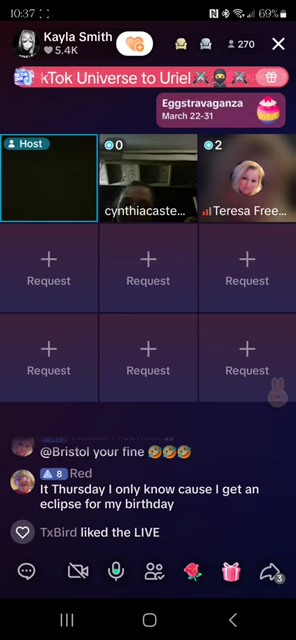 10:37
69%
Kayla Smith
5.4K
270
kTok Universe to Uriel
Eggstravaganza
March 22-31
Host
0
cynthiacaste...
2
Teresa Free...
Request
Request
Request
Request
Request
Request
@Bristol your fine 🤣🤣🤣
8 Red
It Thursday I only know cause I get an
eclipse for my birthday
TxBird liked the LIVE
3